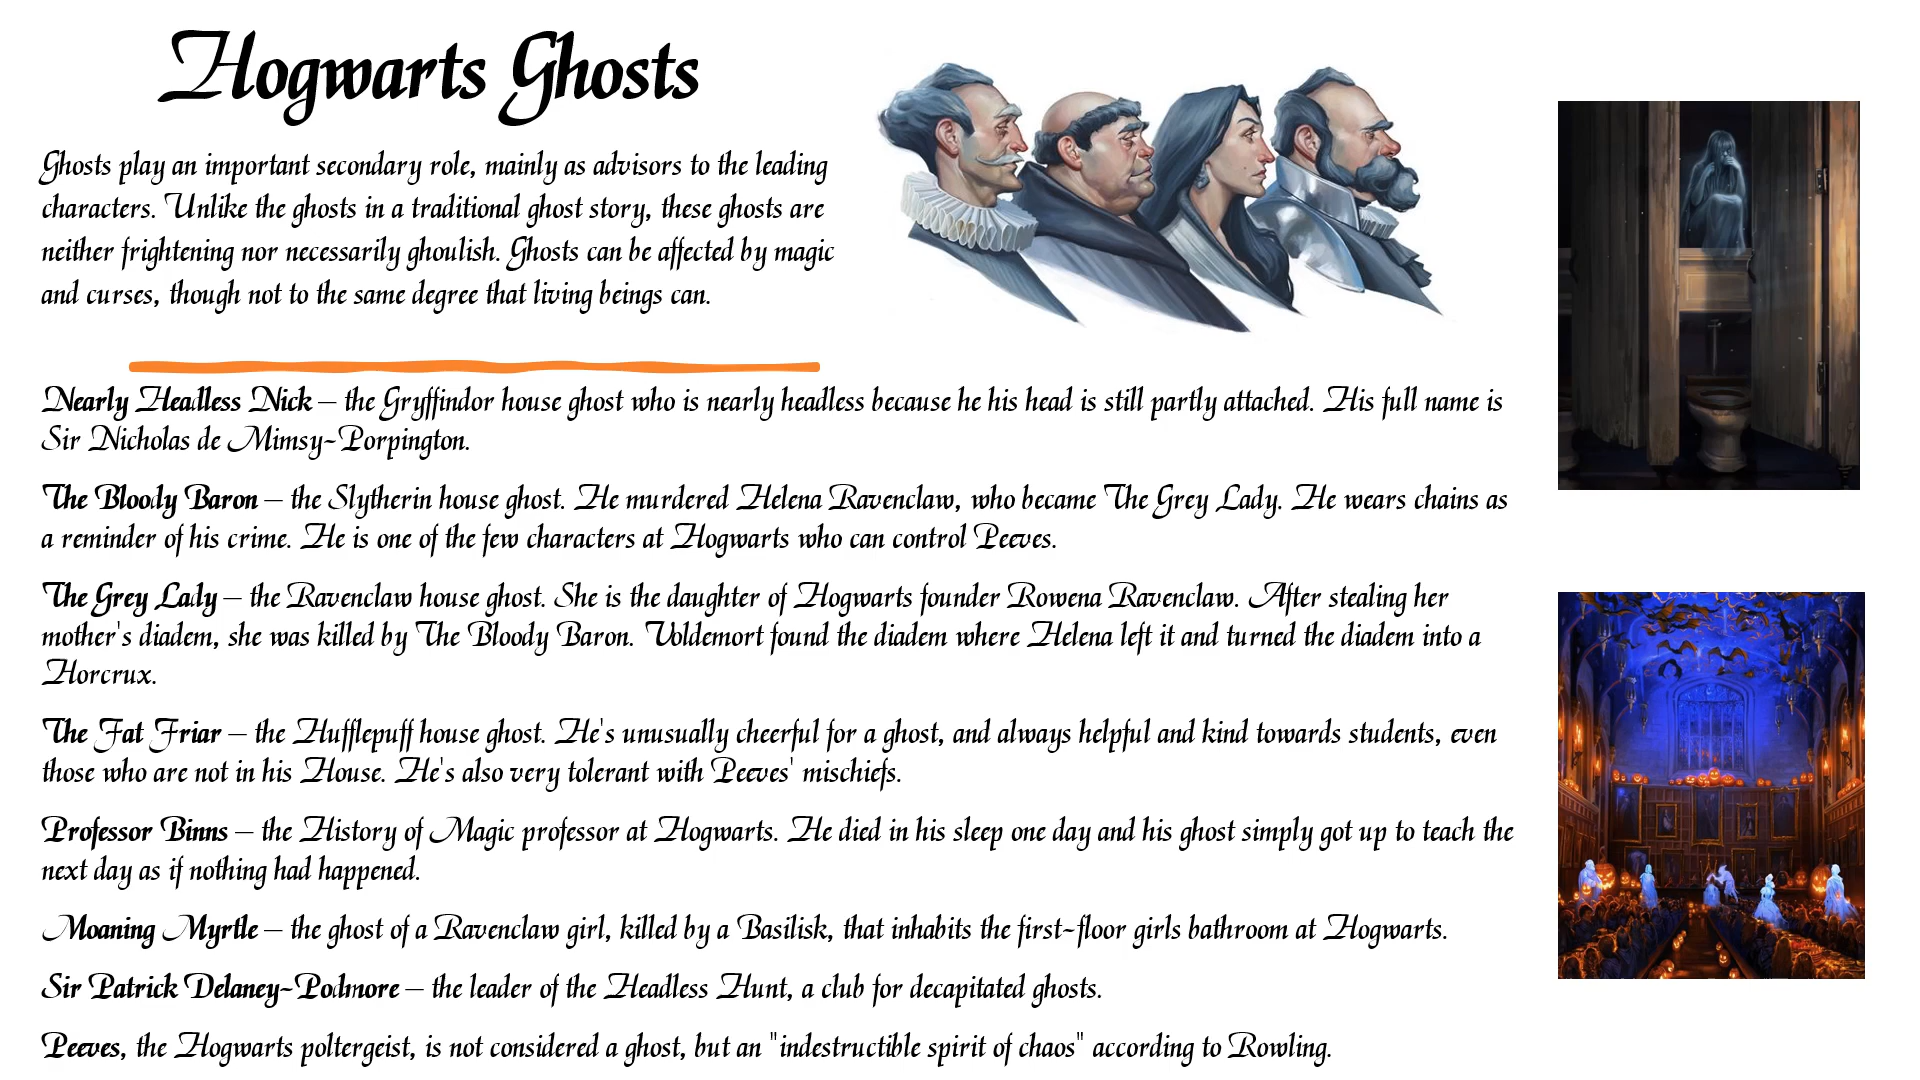 Hogwarts Ghosts
Ghosts play an important secondary role, mainly as advisors to the leading
characters. Unlike the ghosts in a traditional ghost story, these ghosts are
neither frightening nor necessarily ghoulish. Ghosts can be affected by magic
and curses, though not to the same degree that living beings can.
Nearly Headless Nick – the Gryffindor house ghost who is nearly headless because he his head is still partly attached. His full name is
Sir Nicholas de Mimsy-Porpington.
The Bloody Baron – the Slytherin house ghost. He murdered Helena Ravenclaw, who became The Grey Lady. He wears chains as
a reminder of his crime. He is one of the few characters at Hogwarts who can control Peeves.
The Grey Lady – the Ravenclaw house ghost. She is the daughter of Hogwarts founder Rowena Ravenclaw. After stealing her
mother's diadem, she was killed by The Bloody Baron. Voldemort found the diadem where Helena left it and turned the diadem into a
Horcrux.
The Fat Friar – the Hufflepuff house ghost. He's unusually cheerful for a ghost, and always helpful and kind towards students, even
those who are not in his House. He's also very tolerant with Peeves' mischiefs.
Professor Binns – the History of Magic professor at Hogwarts. He died in his sleep one day and his ghost simply got up to teach the
next day as if nothing had happened.
Moaning Myrtle – the ghost of a Ravenclaw girl, killed by a Basilisk, that inhabits the first-floor girls bathroom at Hogwarts.
Sir Patrick Delaney-Podmore – the leader of the Headless Hunt, a club for decapitated ghosts.
Peeves, the Hogwarts poltergeist, is not considered a ghost, but an "indestructible spirit of chaos" according to Rowling.